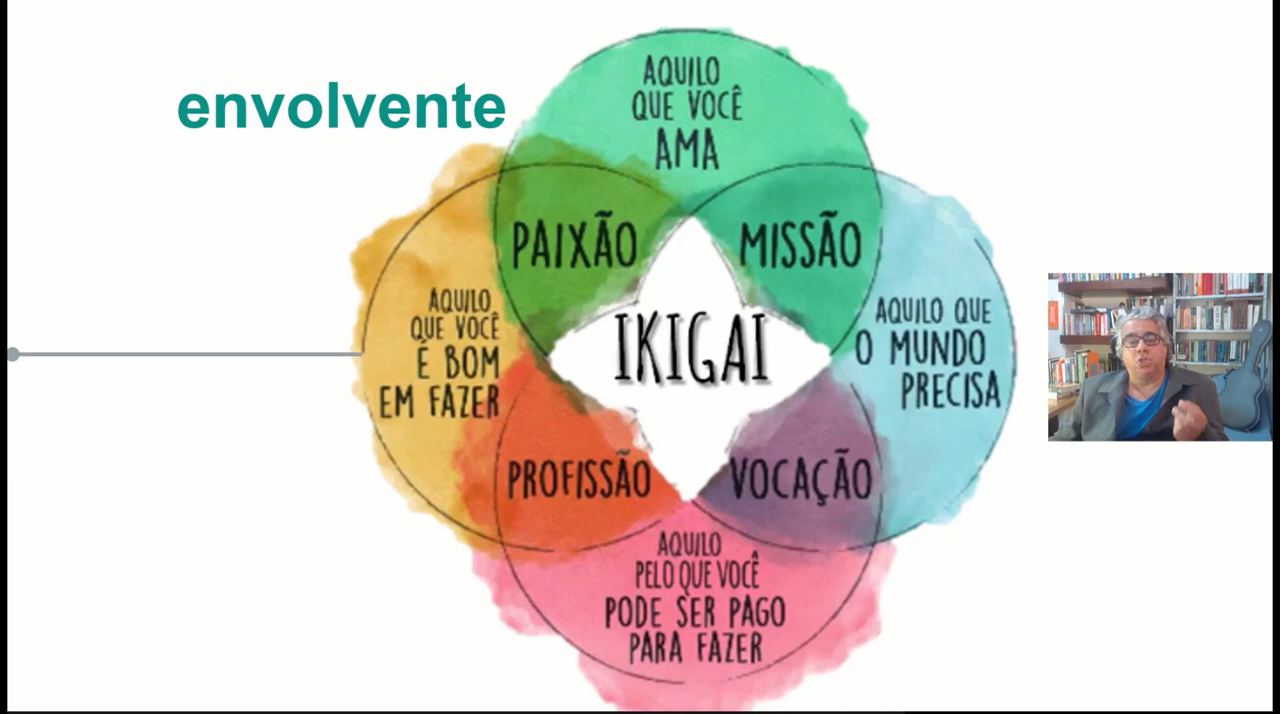 envolvente
AQUILO
QUE VOCÊ
AMA
PAIXÃO
MISSÃO
AQUILO
QUE VOCÊ
É BOM
EM FAZER
IKIGAI
AQUILO QUE
O MUNDO
PRECISA
PROFISSÃO
VOCAÇÃO
AQUILO
PELO QUE VOCÊ
PODE SER PAGO
PARA FAZER